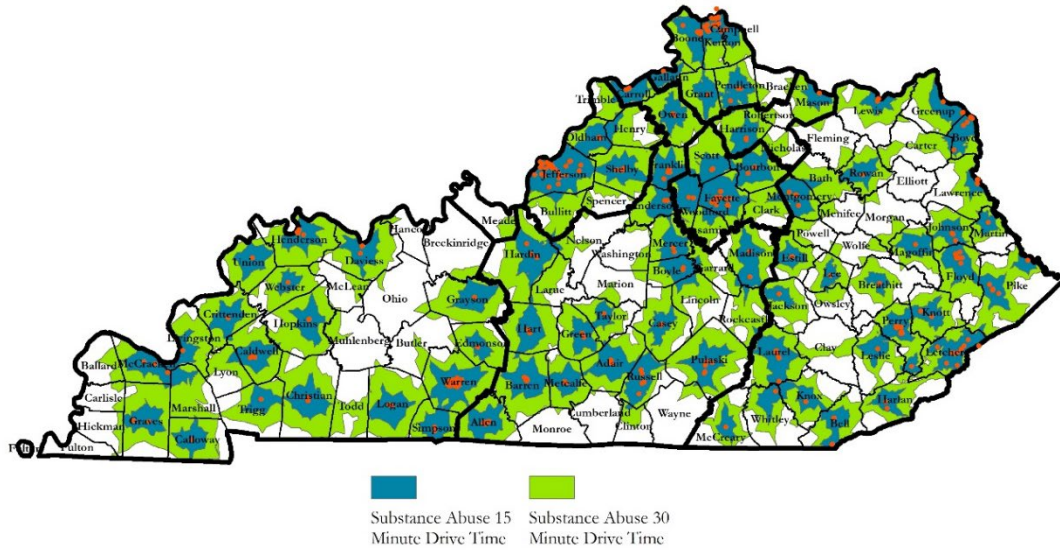 Campbell
Boone
Kenton
Gallatin
Trimble
Carroll
Grant
Pendleton
Bracken
Mason
Lewis
Greenup
Owen
Robertson
Harrison
Oldham
Henry
Nicholas
Fleming
Boyd
Carter
Scott
Bourbon
Jefferson
Shelby
Franklin
Bath
Rowan
Elliott
Fayette
Lawrence
Spencer
Anderson
Woodford
Clark
Montgomery
Menifee
Morgan
Bullitt
Meade
Powell
Johnson
Martin
Hancock
Breckinridge
Henderson
Nelson
Mercer
Madison
Wolfe
Magoffin
Union
Daviess
Hardin
Washington
Garrard
Estill
Lee
Floyd
Boyle
Breathitt
Pike
Webster
McLean
Ohio
Larue
Marion
Lincoln
Jackson
Owsley
Knott
Crittenden
Grayson
Taylor
Rockcastle
Perry
Hopkins
Hart
Green
Casey
Clay
Letcher
Livingston
Muhlenberg
Butler
Edmonson
Pulaski
Laurel
Leslie
Ballard
McCracken
Caldwell
Adair
Lyon
Warren
Barren
Metcalfe
Russell
Knox
Harlan
Carlisle
Marshall
Trigg
Christian
Todd
Logan
Cumberland
Wayne
Whitley
Hickman
Graves
Calloway
Simpson
Allen
Monroe
Clinton
McCreary
Bell
Fulton
Fulton
Substance Abuse 15
Minute Drive Time
Substance Abuse 30
Minute Drive Time